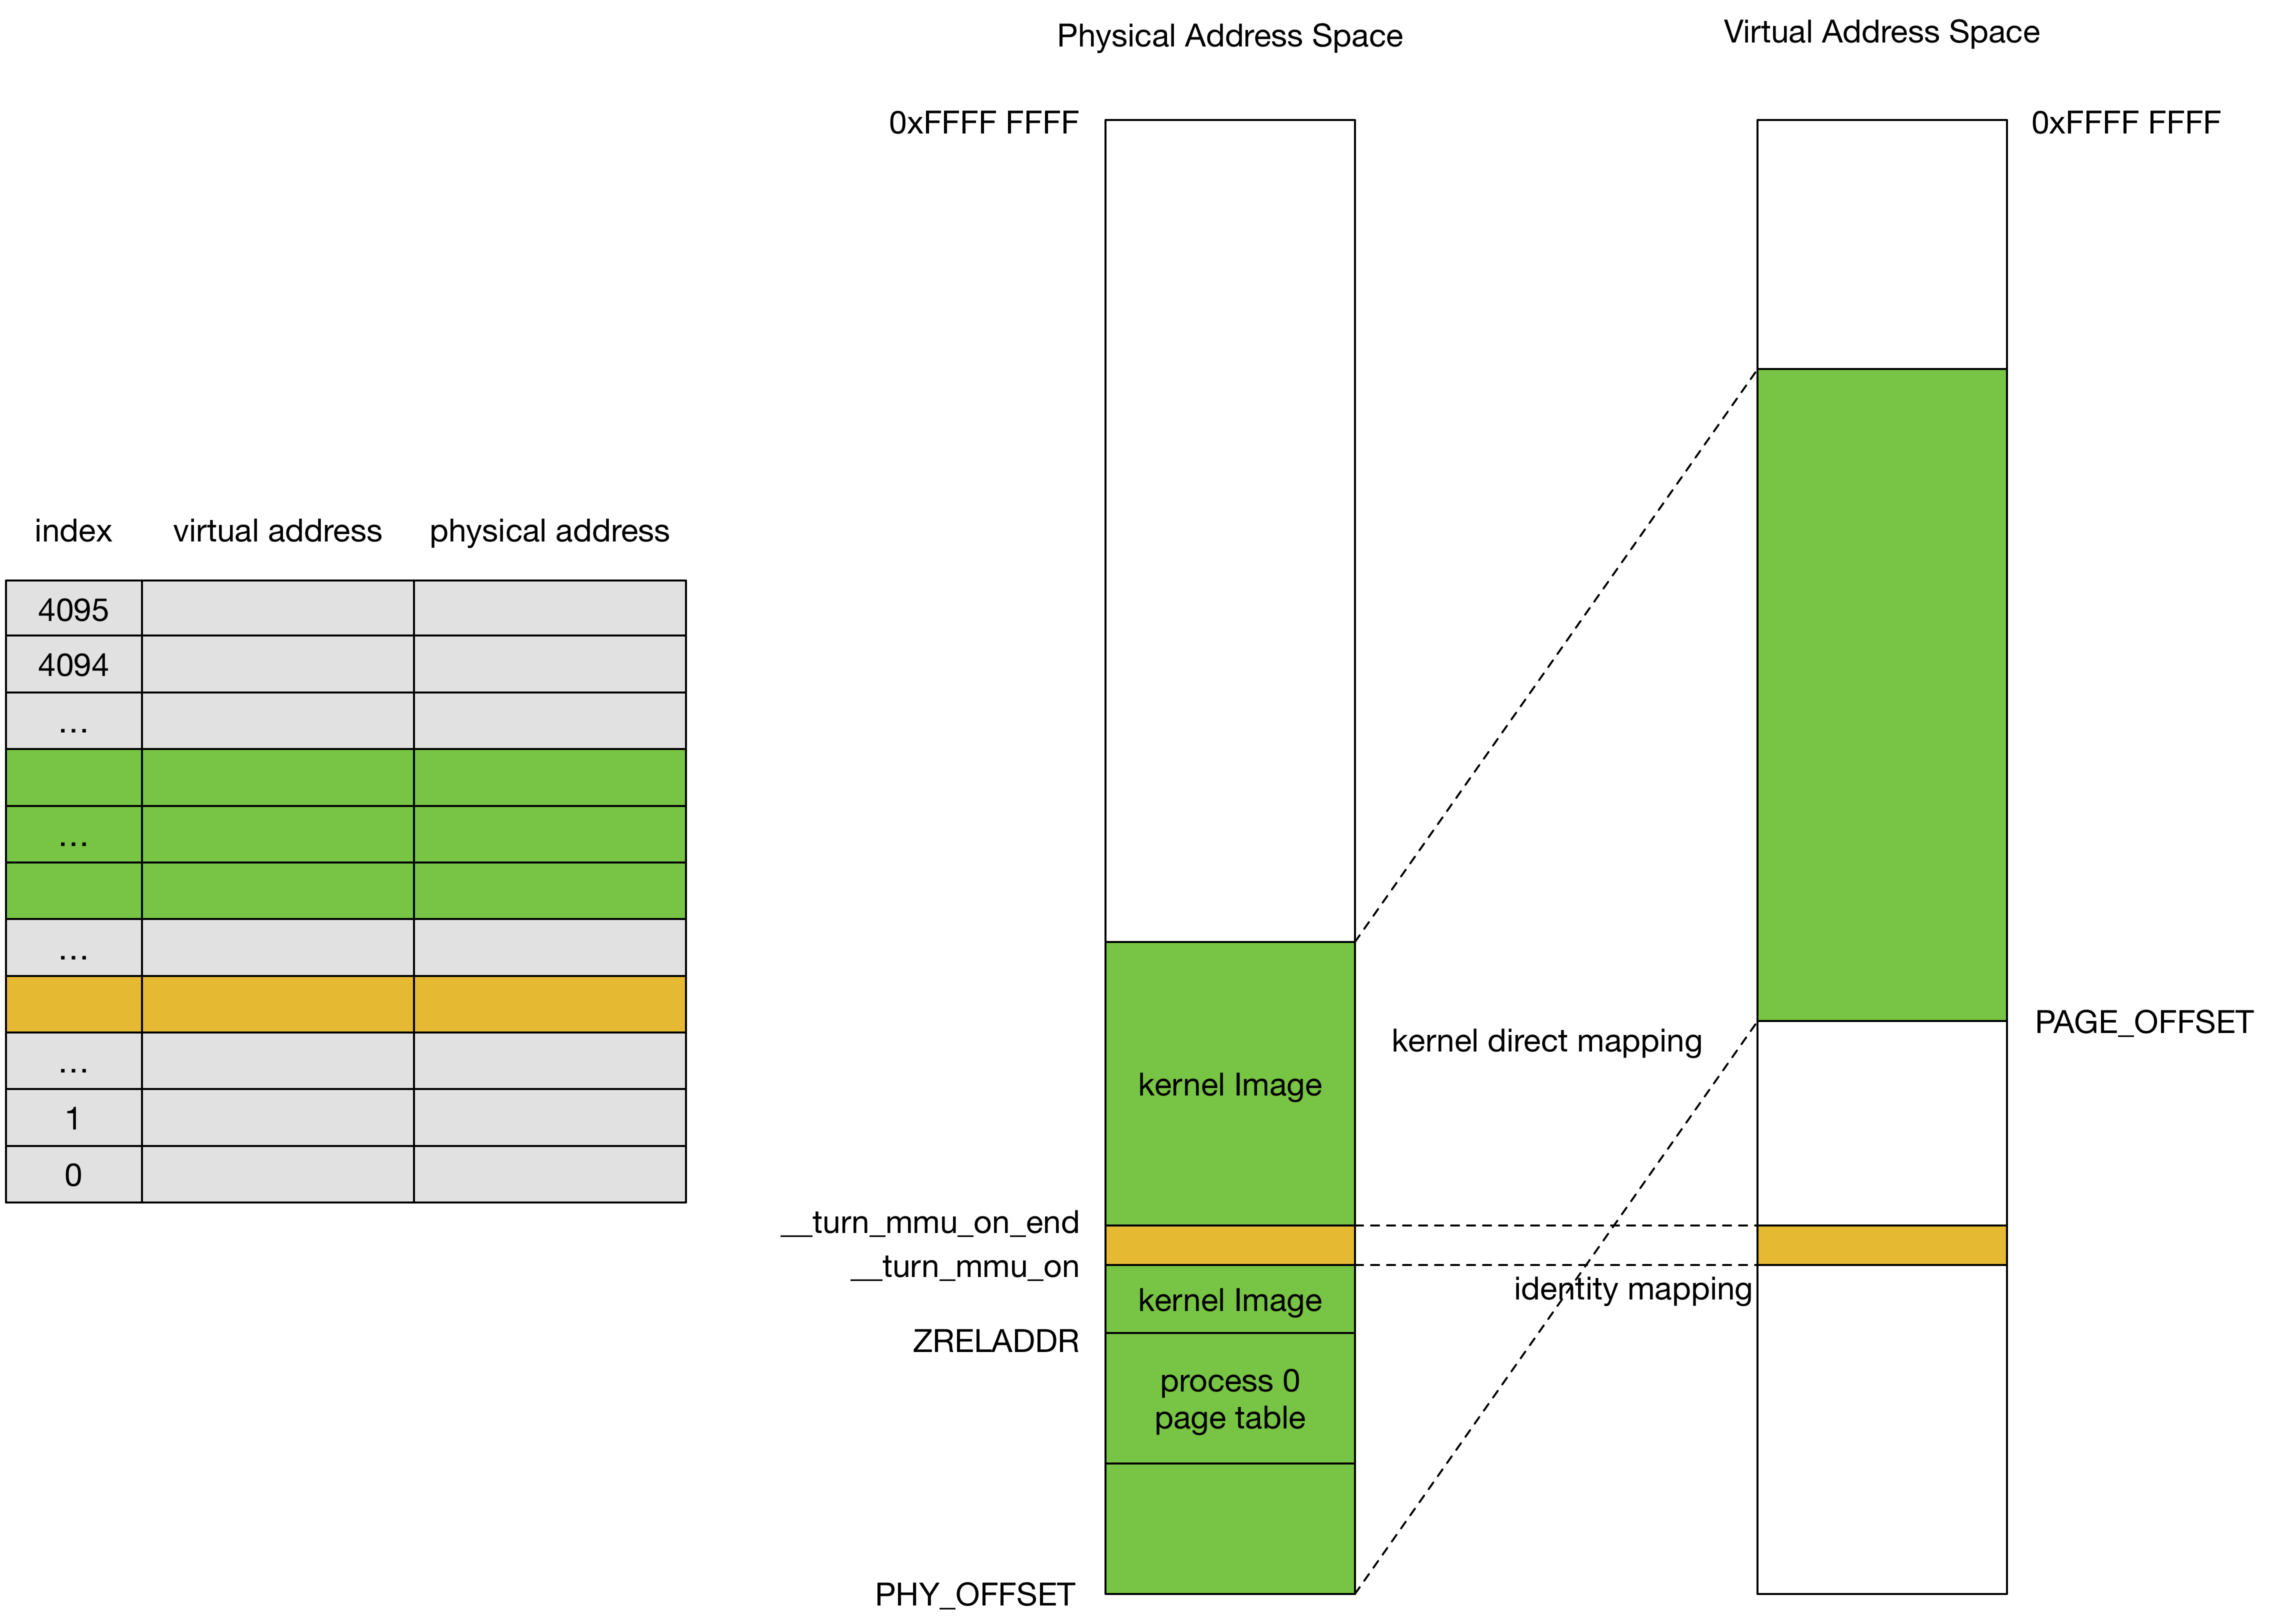 Physical Address Space
Virtual Address Space
0xFFFF FFFF
0xFFFF FFFF
index virtual address physical address
4095
4094
...
...
...
...
1
0
PAGE_OFFSET
kernel direct mapping
kernel Image
__turn_mmu_on_end
__turn_mmu_on
identity mapping
kernel Image
ZRELADDR
process 0
page table
PHY_OFFSET